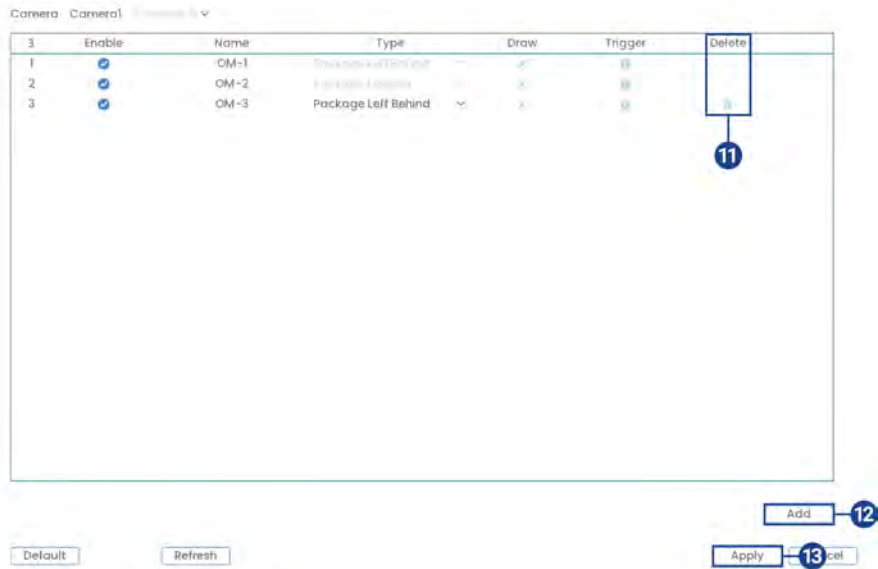 Camera Camera1
3 Enable Name Type Draw Trigger Delete
1 OM-1
2 OM-2
3 OM-3 Package Left Behind
11
Add 12
Default Refresh Apply 13 cel